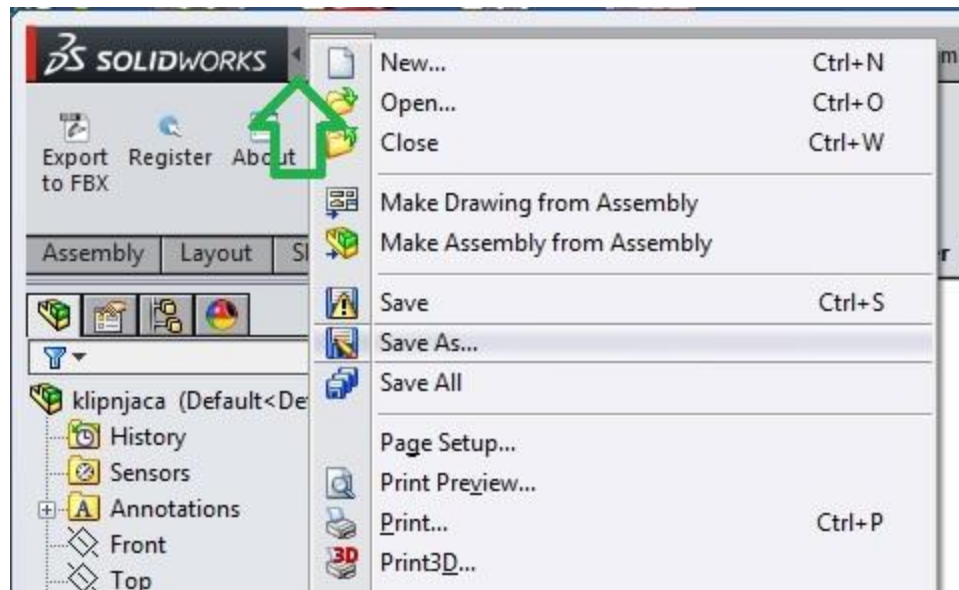 SOLIDWORKS
New... Ctrl+N
Open... Ctrl+O
Close Ctrl+W
Export Register About
to FBX
Make Drawing from Assembly
Make Assembly from Assembly
Assembly Layout
Save Ctrl+S
Save As...
Save All
klipnjaca (Default<De
History
Sensors
Annotations
Front
Top
Page Setup...
Print Preview...
Print... Ctrl+P
Print3D...